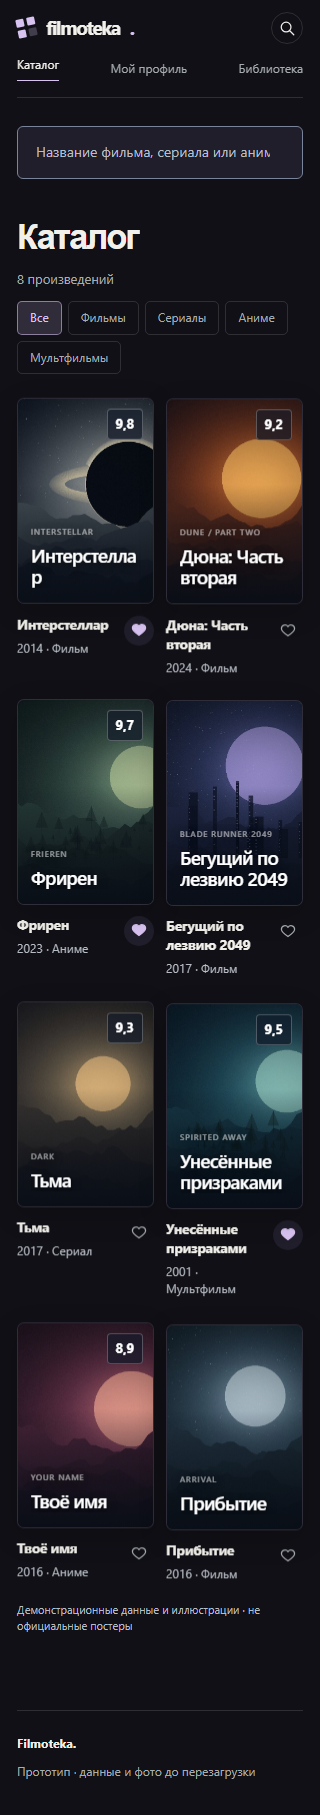 filmoteka .
Каталог Мой профиль Библиотека
Название фильма, сериала или аним
Каталог
8 произведений
Все Фильмы Сериалы Аниме
Мультфильмы
9,8
INTERSTELLAR
Интерстелла
р
Интерстеллар
2014 · Фильм
9,2
DUNE / PART TWO
Дюна: Часть
вторая
Дюна: Часть
вторая
2024 · Фильм
9,7
FRIEREN
Фрирен
Фрирен
2023 · Аниме
BLADE RUNNER 2049
Бегущий по
лезвию 2049
Бегущий по
лезвию 2049
2017 · Фильм
9,3
DARK
Тьма
Тьма
2017 · Сериал
9,5
SPIRITED AWAY
Унесённые
призраками
Унесённые
призраками
2001 ·
Мультфильм
8,9
YOUR NAME
Твоё имя
Твоё имя
2016 · Аниме
ARRIVAL
Прибытие
Прибытие
2016 · Фильм
Демонстрационные данные и иллюстрации · не
официальные постеры
Filmoteka.
Прототип · данные и фото до перезагрузки